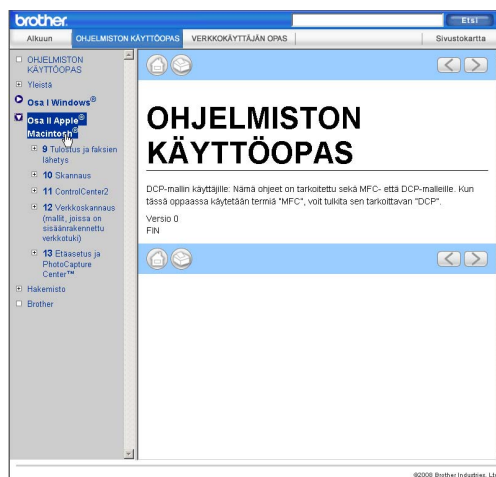 brother.
Etsi
Alkuun
OHJELMISTON KÄYTTÖOPAS
VERKKOKÄYTTÄJÄN OPAS
Sivustokartta
OHJELMISTON
KÄYTTÖOPAS
Yleistä
Osa I Windows®
Osa II Apple®
Macintosh®
9 Tulostus ja faksien
lähetys
10 Skannaus
11 ControlCenter2
12 Verkkoskannaus
(mallit, joissa on
sisäänrakennettu
verkkotuki)
13 Etäasetus ja
PhotoCapture
Center™
Hakemisto
Brother
OHJELMISTON
KÄYTTÖOPAS
DCP-mallin käyttäjille: Nämä ohjeet on tarkoitettu sekä MFC- että DCP-malleille. Kun
tässä oppaassa käytetään termiä "MFC", voit tulkita sen tarkoittavan "DCP".
Versio 0
FIN
©2008 Brother Industries, Ltd